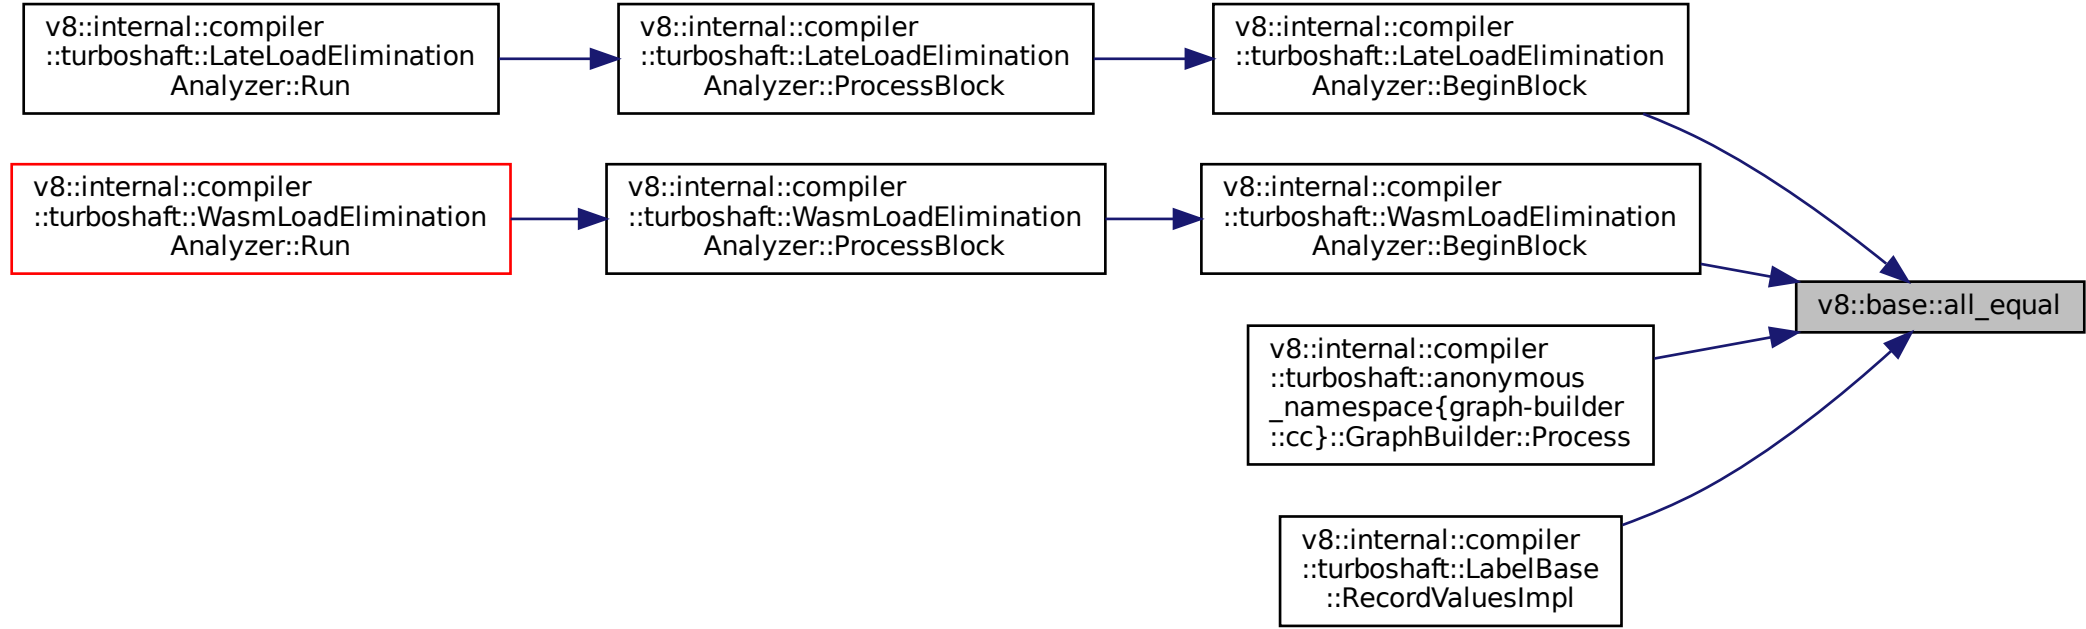 v8::internal::compiler
::turboshaft::LateLoadElimination
Analyzer::Run
v8::internal::compiler
::turboshaft::LateLoadElimination
Analyzer::ProcessBlock
v8::internal::compiler
::turboshaft::LateLoadElimination
Analyzer::BeginBlock
v8::internal::compiler
::turboshaft::WasmLoadElimination
Analyzer::Run
v8::internal::compiler
::turboshaft::WasmLoadElimination
Analyzer::ProcessBlock
v8::internal::compiler
::turboshaft::WasmLoadElimination
Analyzer::BeginBlock
v8::base::all_equal
v8::internal::compiler
::turboshaft::anonymous
_namespace{graph-builder
::cc}::GraphBuilder::Process
v8::internal::compiler
::turboshaft::LabelBase
::RecordValuesImpl